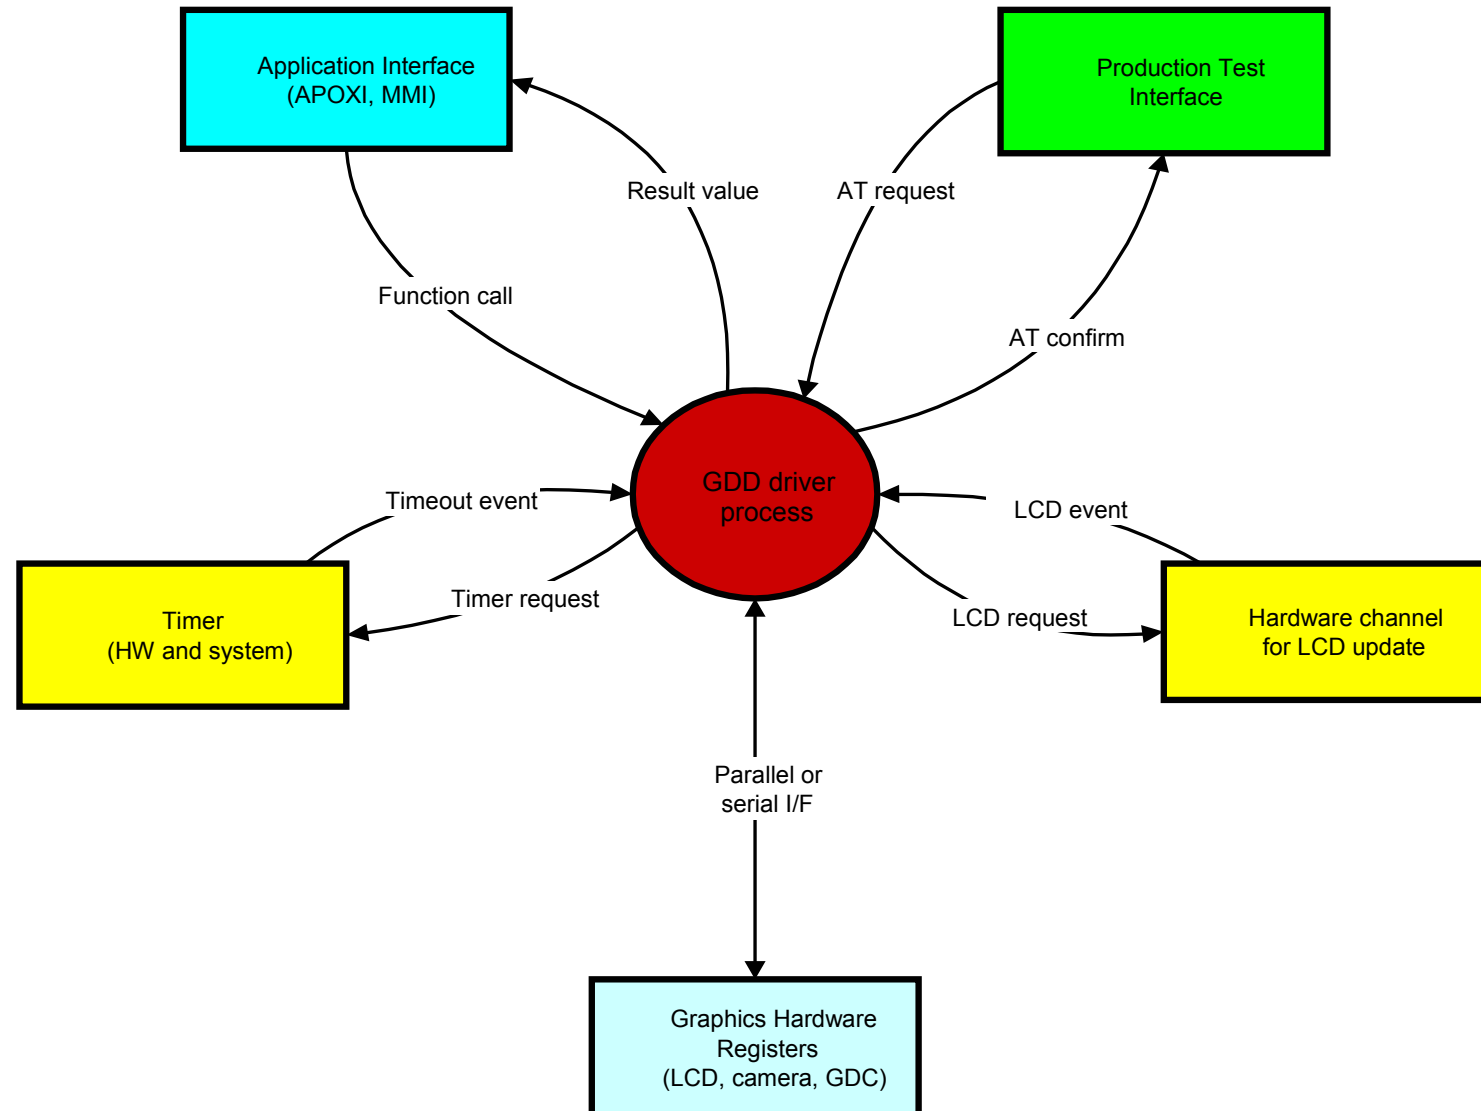 Application Interface
(APOXI, MMI)
Production Test
Interface
Result value
AT request
Function call
AT confirm
GDD driver
process
Timeout event
LCD event
Timer request
LCD request
Timer
(HW and system)
Hardware channel
for LCD update
Parallel or
serial I/F
Graphics Hardware
Registers
(LCD, camera, GDC)